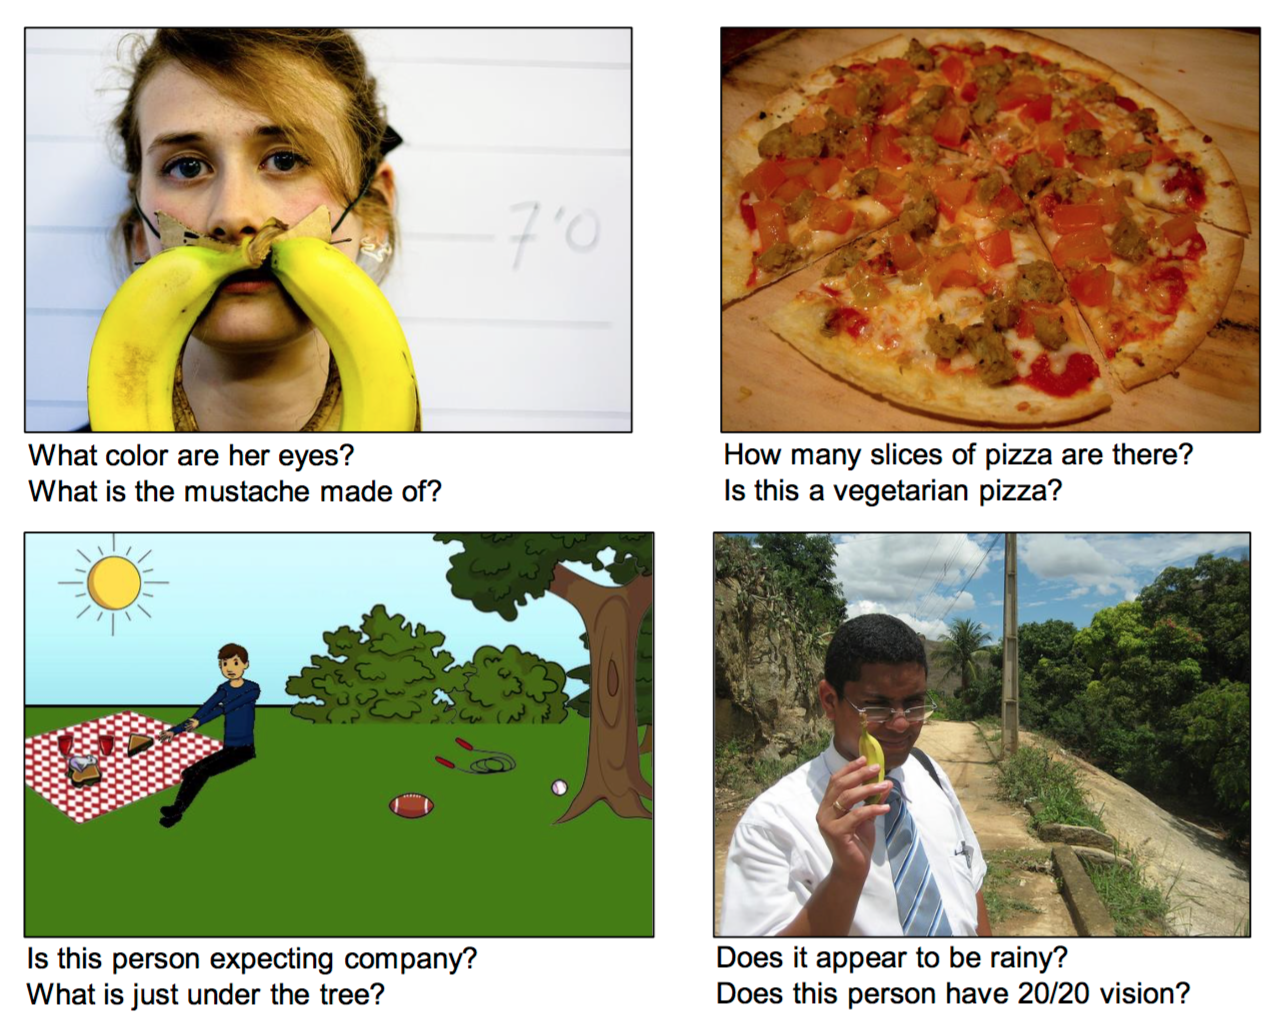 7'0
What color are her eyes?
What is the mustache made of?
How many slices of pizza are there?
Is this a vegetarian pizza?
Is this person expecting company?
What is just under the tree?
Does it appear to be rainy?
Does this person have 20/20 vision?